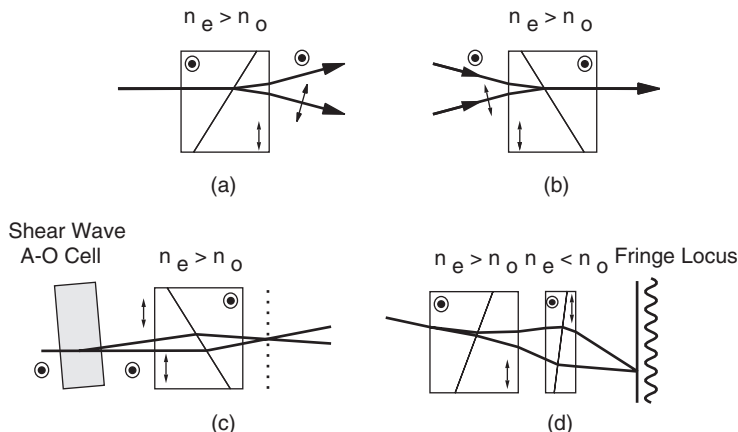 n e > n o
n e > n o
(a)
(b)
Shear Wave
A-O Cell
n e > n o
n e > n o n e < n o Fringe Locus
(c)
(d)